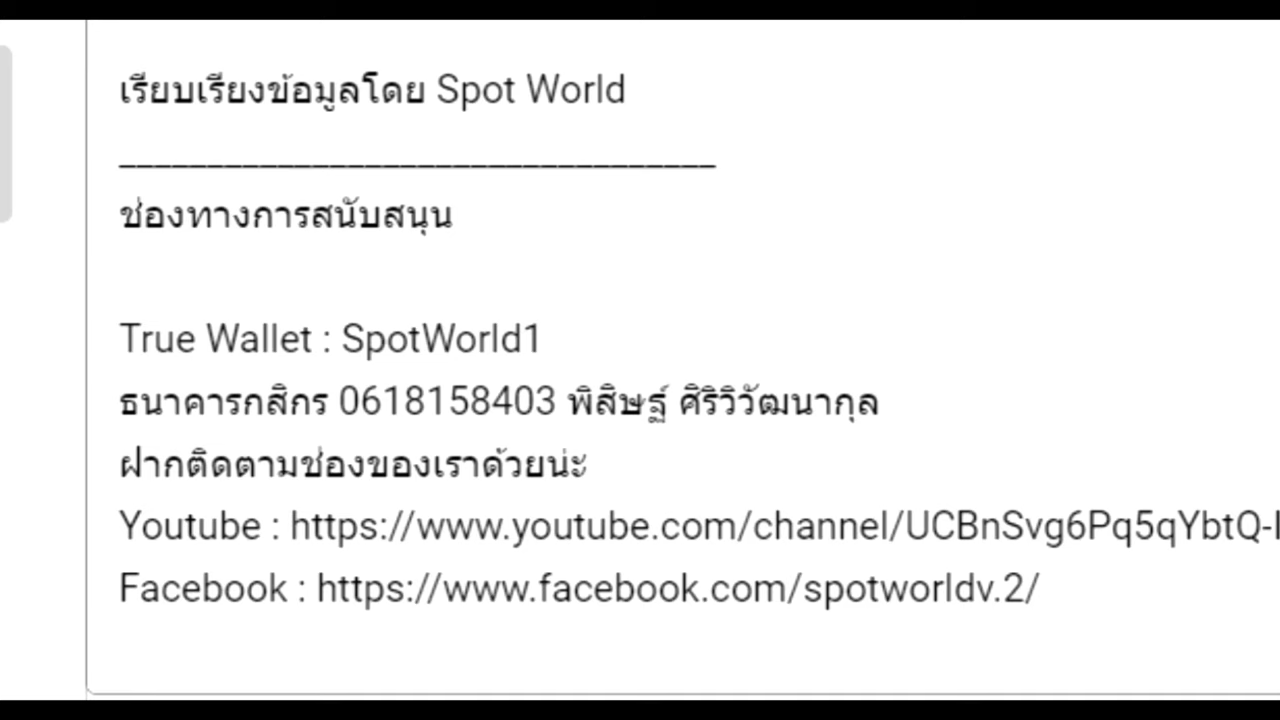 เรียบเรียงข้อมูลโดย Spot World
__________________________________
ช่องทางการสนับสนุน
True Wallet : SpotWorld1
ธนาคารกสิกร 0618158403 พิสิษฐ์ ศิริวิวัฒนากุล
ฝากติดตามช่องของเราด้วยน่ะ
Youtube : https://www.youtube.com/channel/UCBnSvg6Pq5qYbtQ-
Facebook : https://www.facebook.com/spotworldv.2/